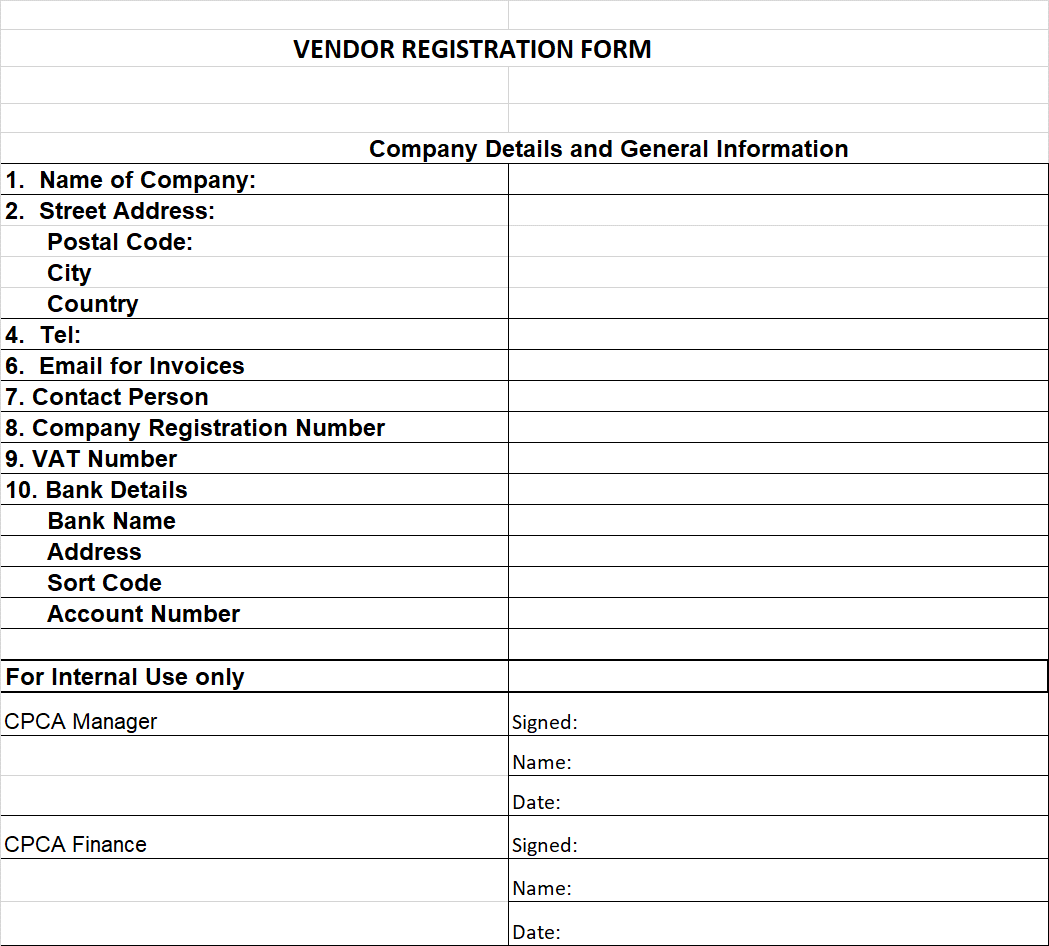 VENDOR REGISTRATION FORM
Company Details and General Information
1. Name of Company:
2. Street Address:
Postal Code:
City
Country
4. Tel:
6. Email for Invoices
7. Contact Person
8. Company Registration Number
9. VAT Number
10. Bank Details
Bank Name
Address
Sort Code
Account Number
For Internal Use only
CPCA Manager Signed:
Name:
Date:
CPCA Finance Signed:
Name:
Date: